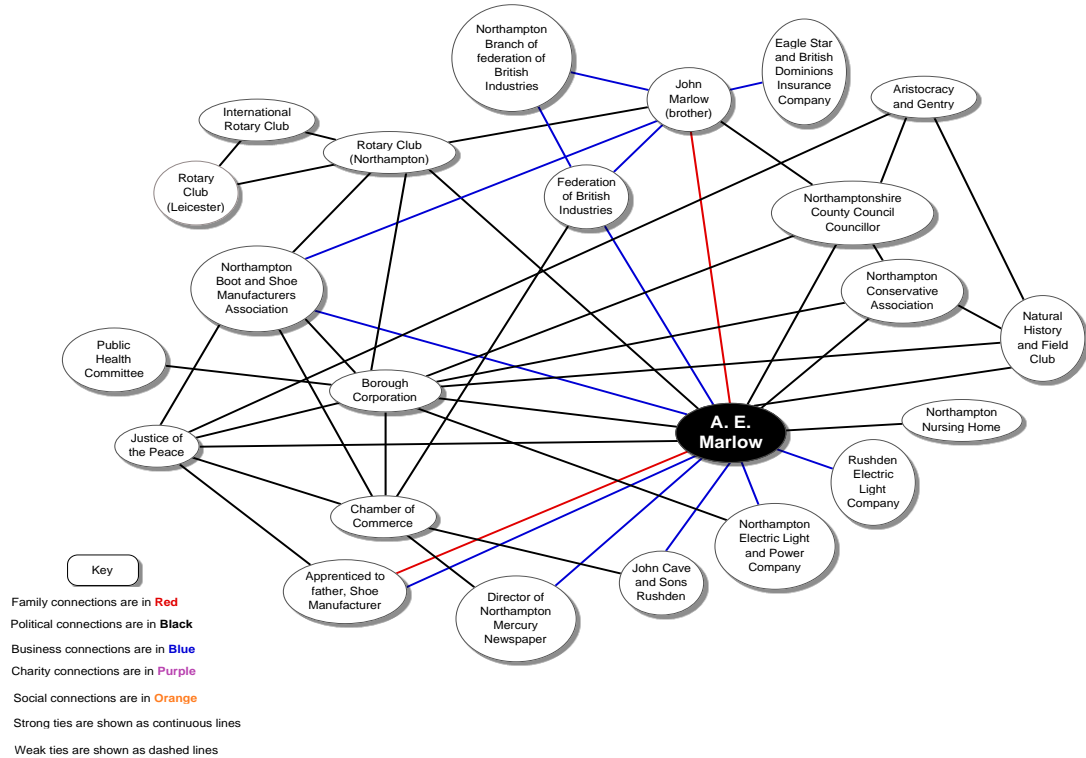 Northampton
Branch of
federation of
British
Industries
Eagle Star
and British
Dominions
Insurance
Company
John
Marlow
(brother)
Aristocracy
and Gentry
International
Rotary Club
Rotary Club
(Northampton)
Rotary
Club
(Leicester)
Federation
of British
Industries
Northamptonshire
County Council
Councillor
Northampton
Boot and Shoe
Manufacturers
Association
Northampton
Conservative
Association
Natural
History
and Field
Club
Public
Health
Committee
Borough
Corporation
A. E.
Marlow
Northampton
Nursing Home
Justice of
the Peace
Rushden
Electric
Light
Company
Chamber of
Commerce
Northampton
Electric Light
and Power
Company
John Cave
and Sons
Rushden
Apprenticed to
father, Shoe
Manufacturer
Director of
Northampton
Mercury
Newspaper
Key
Family connections are in Red
Political connections are in Black
Business connections are in Blue
Charity connections are in Purple
Social connections are in Orange
Strong ties are shown as continuous lines
Weak ties are shown as dashed lines